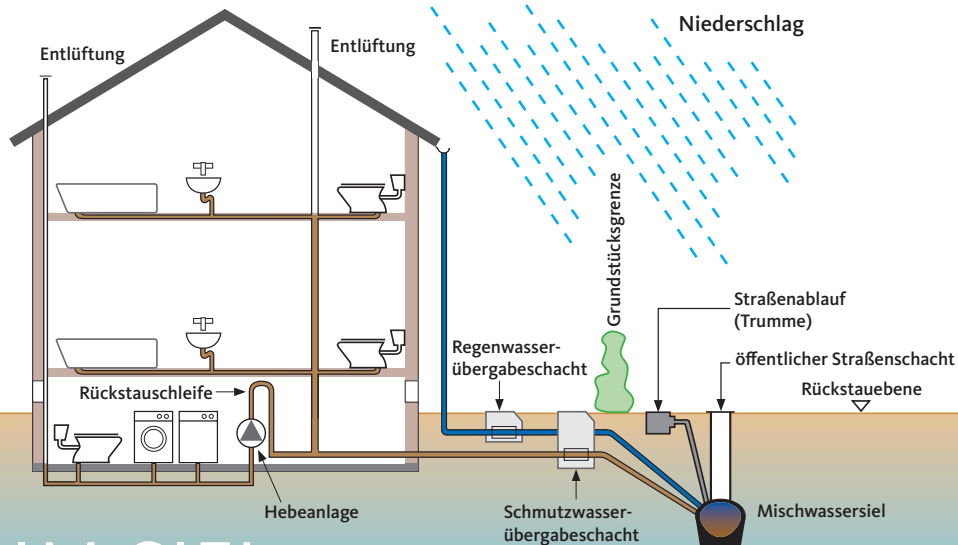 Niederschlag
Entlüftung
Entlüftung
Grundstücksgrenze
Straßenablauf
(Trumme)
Regenwasser-
übergabeschacht
öffentlicher Straßenschacht
Rückstauebene
Rückstauschleife
Hebeanlage
Schmutzwasser-
übergabeschacht
Mischwassersiel